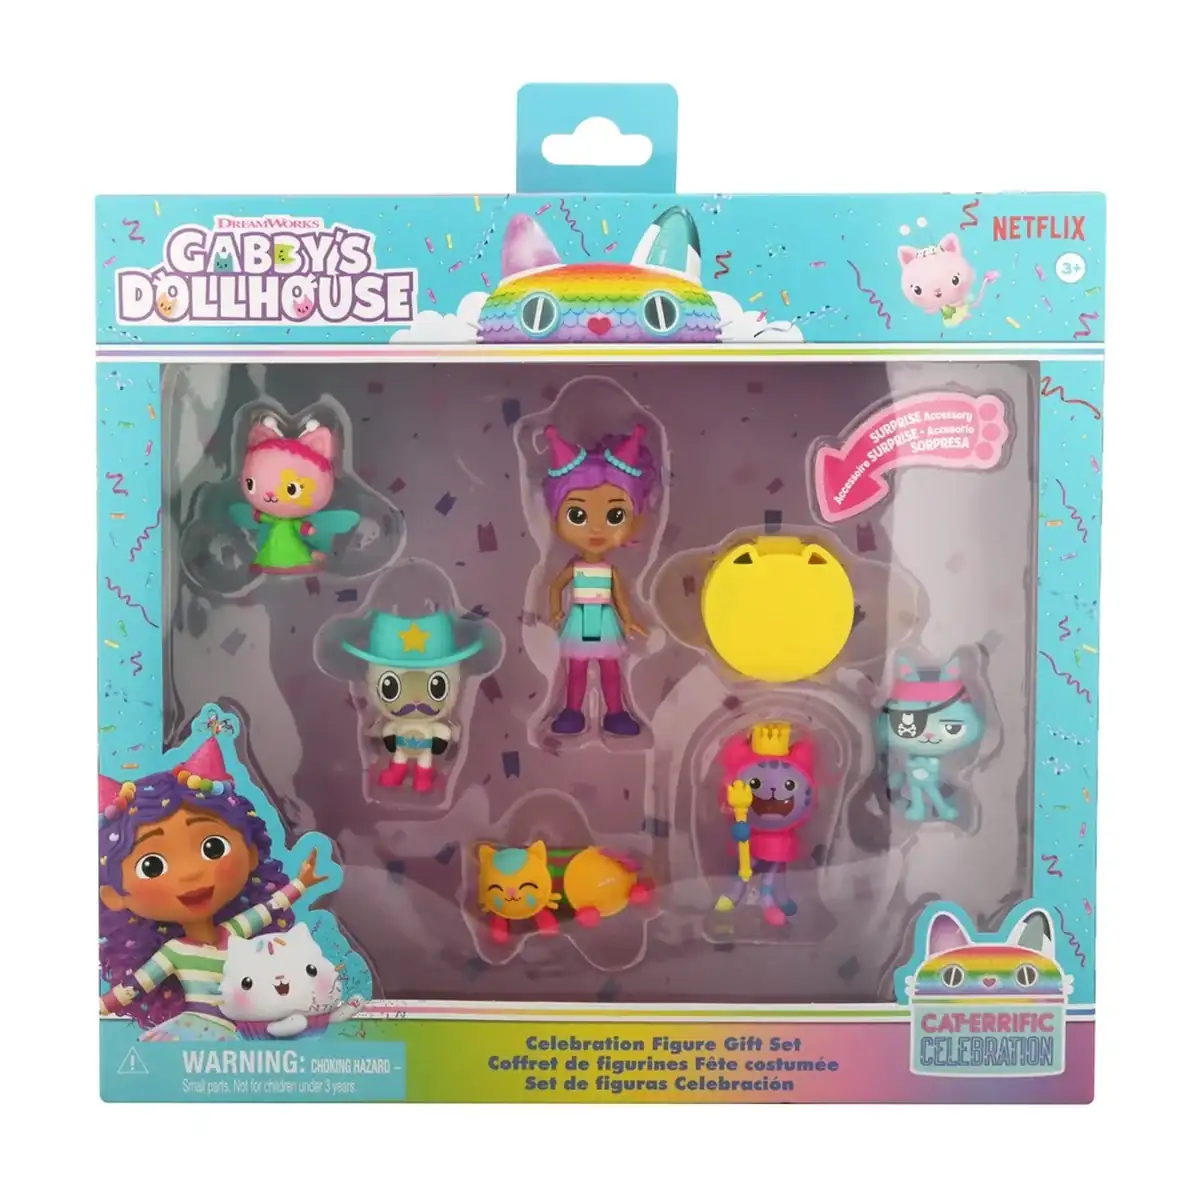 DREAMWORKS
GABBY'S
DOLLHOUSE
NETFLIX
3+
SURPRISE Accessory
Accessoire SURPRISE • Accesorio
SORPRESA
CAT-ERRIFIC
CELEBRATION
Celebration Figure Gift Set
Coffret de figurines Fête costumée
Set de figuras Celebración
WARNING: CHOKING HAZARD –
Small parts. Not for children under 3 years.